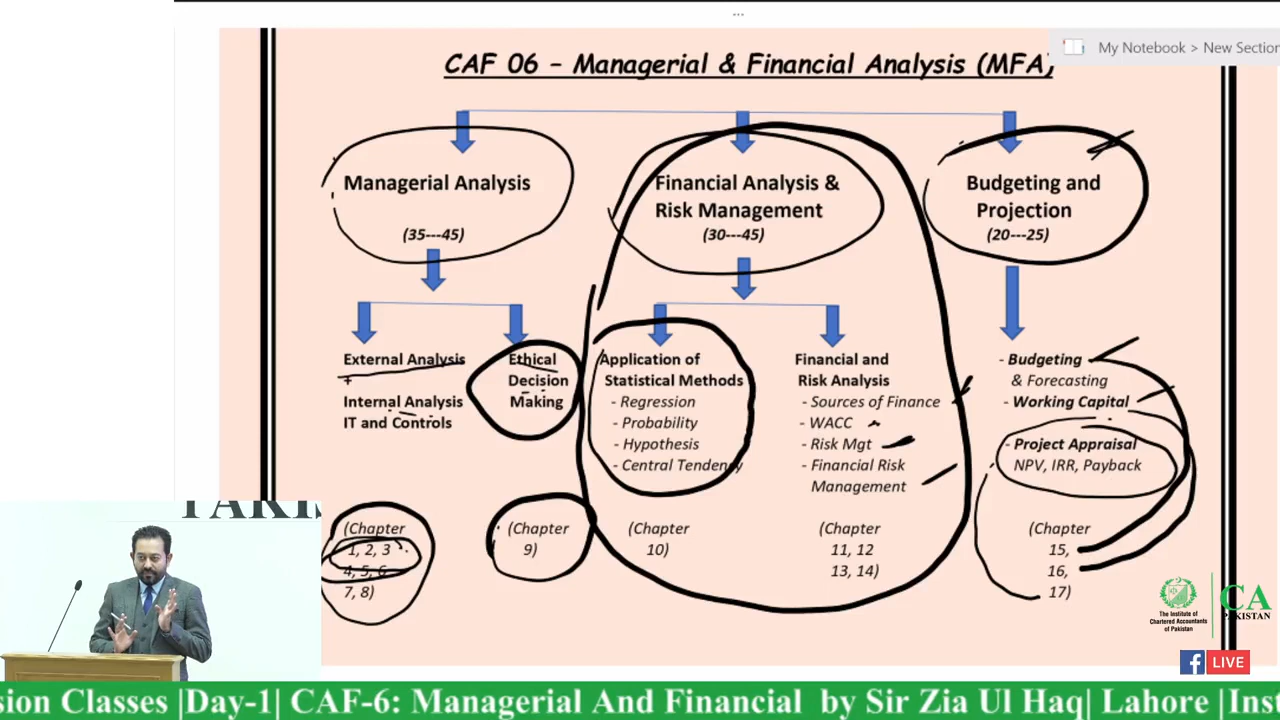 ...
My Notebook > New Section
CAF 06 – Managerial & Financial Analysis (MFA)
Managerial Analysis
(35---45)
Financial Analysis &
Risk Management
(30---45)
Budgeting and
Projection
(20---25)
External Analysis
+
Internal Analysis
IT and Controls
Ethical
Decision
Making
Application of
Statistical Methods
- Regression
- Probability
- Hypothesis
- Central Tendency
Financial and
Risk Analysis
- Sources of Finance
- WACC
- Risk Mgt
- Financial Risk
Management
- Budgeting
& Forecasting
- Working Capital
- Project Appraisal
NPV, IRR, Payback
(Chapter
1, 2, 3
4, 5, 6
7, 8)
(Chapter
9)
(Chapter
10)
(Chapter
11, 12
13, 14)
(Chapter
15,
16,
17)
The Institute of
Chartered Accountants
of Pakistan
CA
PAKISTAN
f LIVE
sion Classes |Day-1| CAF-6: Managerial And Financial by Sir Zia Ul Haq| Lahore |Inst